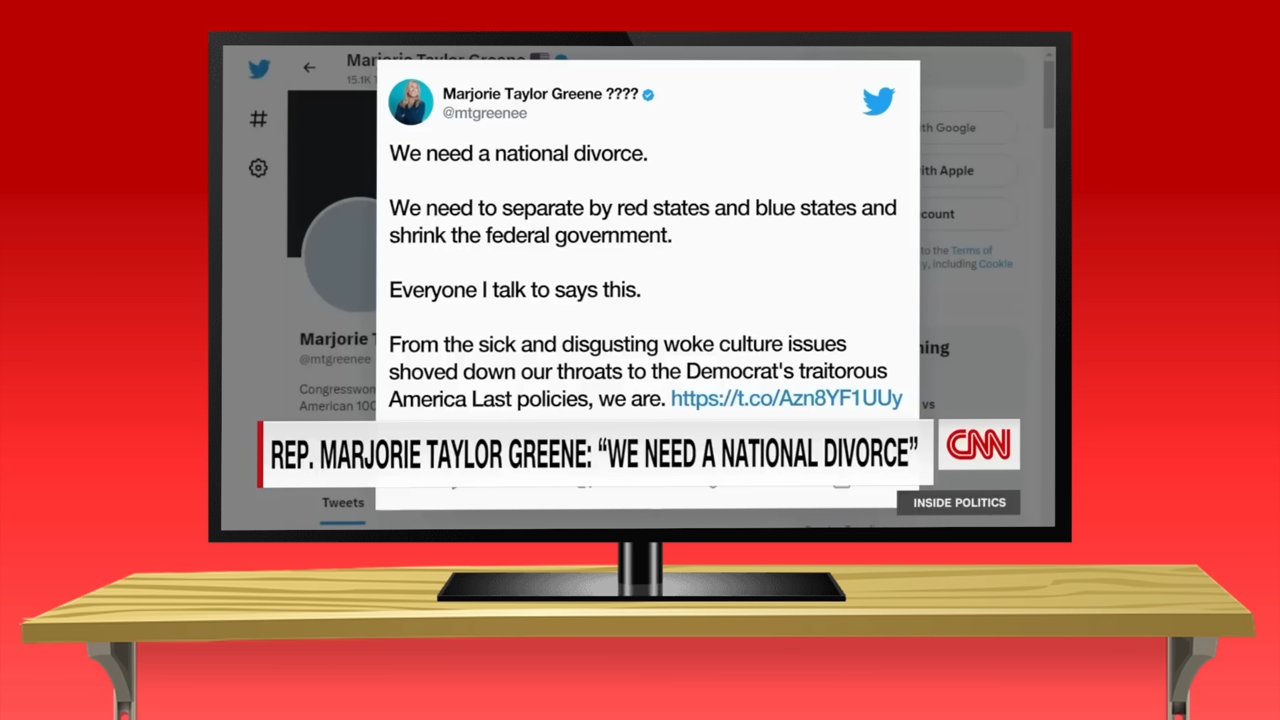 Marjorie Taylor Greene
15.1K
Marjorie Taylor Greene ????
@mtgreenee
We need a national divorce.
We need to separate by red states and blue states and
shrink the federal government.
Everyone I talk to says this.
From the sick and disgusting woke culture issues
shoved down our throats to the Democrat's traitorous
America Last policies, we are. https://t.co/Azn8YF1UUy
th Google
ith Apple
count
to the Terms of
y, including Cookie
ning
vs
Marjorie T
@mtgreenee
Congresswom
American 100
REP. MARJORIE TAYLOR GREENE: “WE NEED A NATIONAL DIVORCE”
CNN
INSIDE POLITICS
Tweets